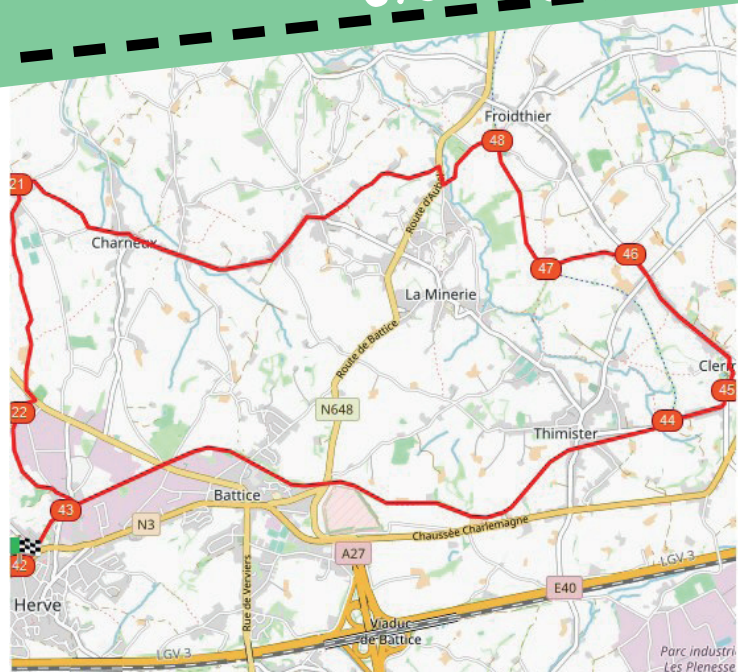 Froidthier
48
21
Route d'Aubel
Charneux
46
47
La Minerie
Route de Battice
Clerm
45
22
N648
44
Thimister
Battice
43
N3
Chaussée Charlemagne
A27
42
LGV 3
E40
Herve
Rue de Verviers
Viaduc
de Battice
LGV 3
Parc industri
Les Plenesse